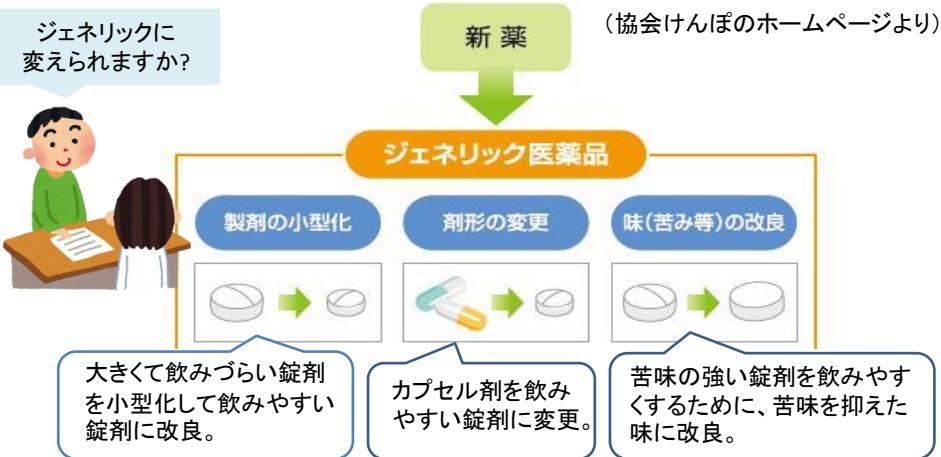 ジェネリックに
変えられますか?
新薬
（協会けんぽのホームページより）
ジェネリック医薬品
製剤の小型化
剤形の変更
味(苦み等)の改良
大きくて飲みづらい錠剤
を小型化して飲みやすい
錠剤に改良。
カプセル剤を飲み
やすい錠剤に変更。
苦味の強い錠剤を飲みやす
くするために、苦味を抑えた
味に改良。